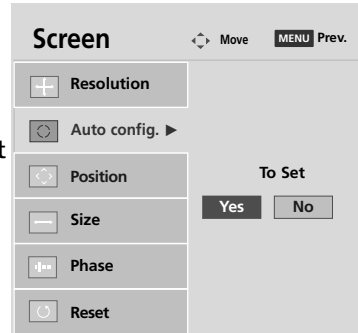 Screen
Move MENU Prev.
Resolution
Auto config. ►
t
Position
To Set
Yes No
Size
Phase
Reset